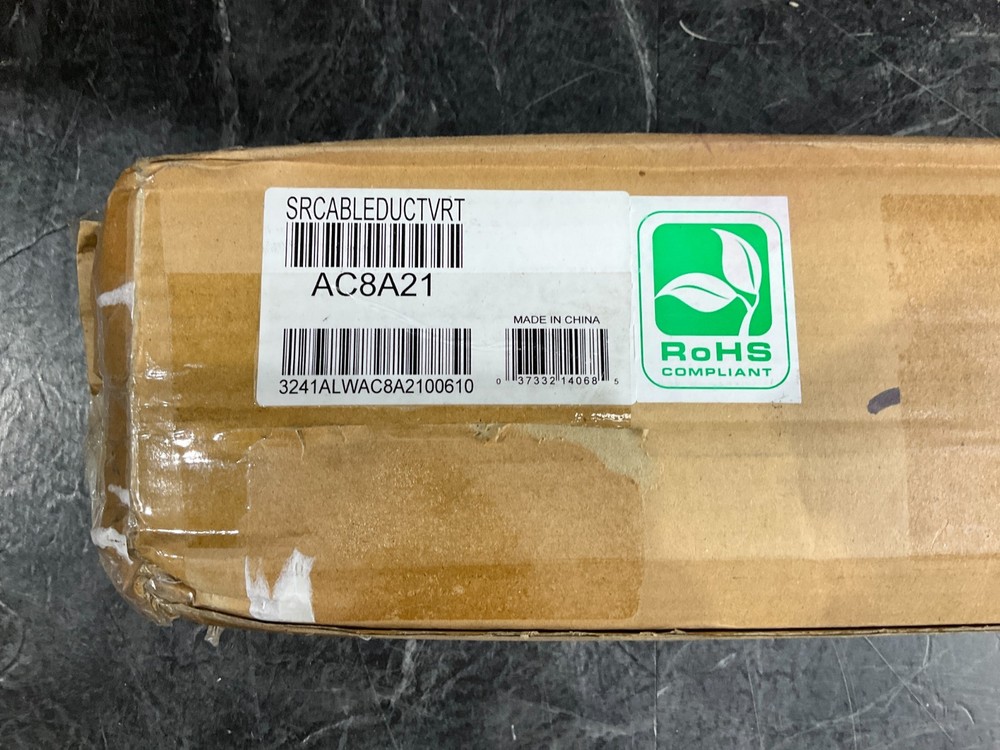 SRCABLEDUCTVRT
AC8A21
3241ALWAC8A2100610
MADE IN CHINA
0 37332 14068 5
RoHS
COMPLIANT